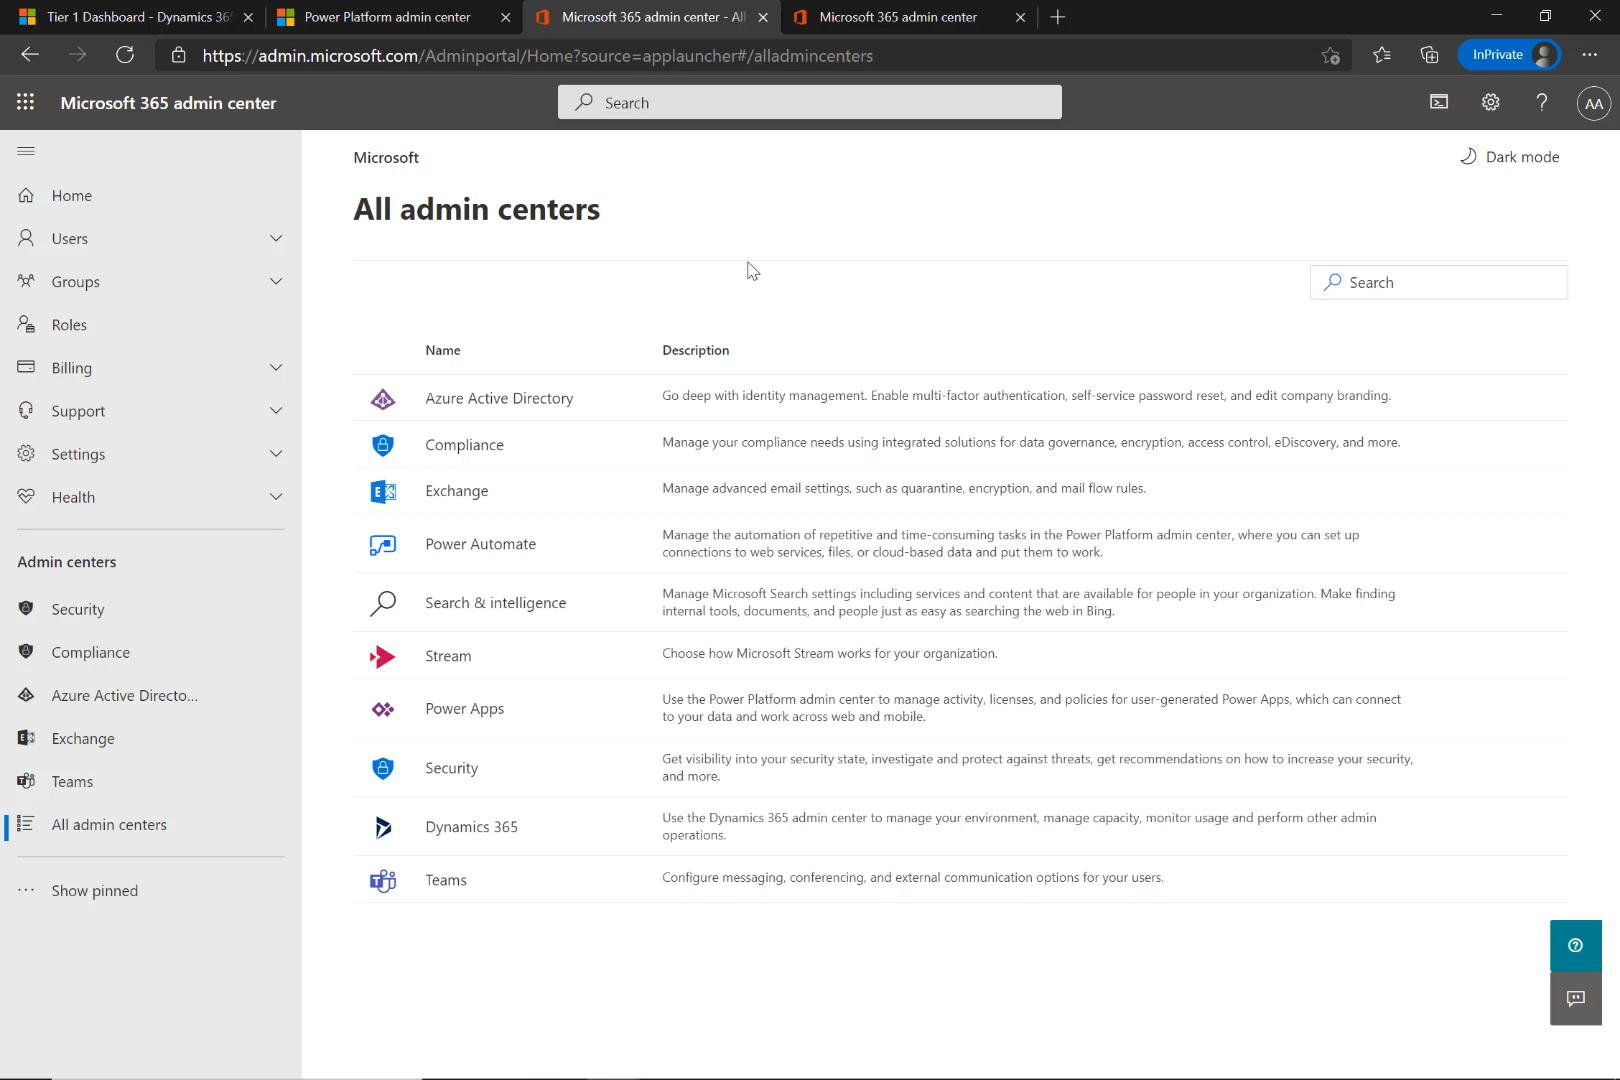 Tier 1 Dashboard - Dynamics 36
Power Platform admin center
Microsoft 365 admin center - Al
Microsoft 365 admin center
https://admin.microsoft.com/Adminportal/Home?source=applauncher#/alladmincenters
InPrivate
Microsoft 365 admin center
Search
AA
Home
Users
Groups
Roles
Billing
Support
Settings
Health
Admin centers
Security
Compliance
Azure Active Directo...
Exchange
Teams
All admin centers
Show pinned
Microsoft
Dark mode
All admin centers
Search
Name Description
Azure Active Directory Go deep with identity management. Enable multi-factor authentication, self-service password reset, and edit company branding.
Compliance Manage your compliance needs using integrated solutions for data governance, encryption, access control, eDiscovery, and more.
Exchange Manage advanced email settings, such as quarantine, encryption, and mail flow rules.
Power Automate Manage the automation of repetitive and time-consuming tasks in the Power Platform admin center, where you can set up
connections to web services, files, or cloud-based data and put them to work.
Search & intelligence Manage Microsoft Search settings including services and content that are available for people in your organization. Make finding
internal tools, documents, and people just as easy as searching the web in Bing.
Stream Choose how Microsoft Stream works for your organization.
Power Apps Use the Power Platform admin center to manage activity, licenses, and policies for user-generated Power Apps, which can connect
to your data and work across web and mobile.
Security Get visibility into your security state, investigate and protect against threats, get recommendations on how to increase your security,
and more.
Dynamics 365 Use the Dynamics 365 admin center to manage your environment, manage capacity, monitor usage and perform other admin
operations.
Teams Configure messaging, conferencing, and external communication options for your users.